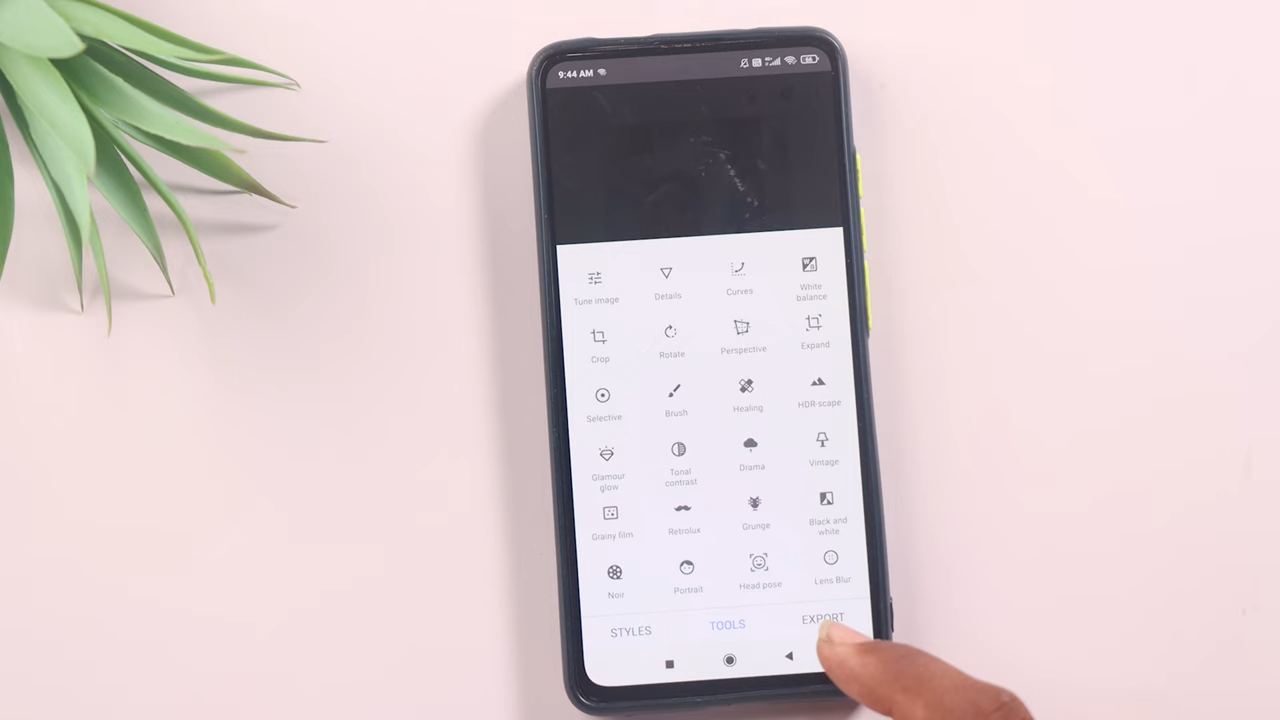 9:44 AM
66
Tune image
Details
Curves
White
balance
Crop
Rotate
Perspective
Expand
Selective
Brush
Healing
HDR-scape
Glamour
glow
Tonal
contrast
Drama
Vintage
Grainy film
Retrolux
Grunge
Black and
white
Noir
Portrait
Head pose
Lens Blur
STYLES
TOOLS
EXPORT